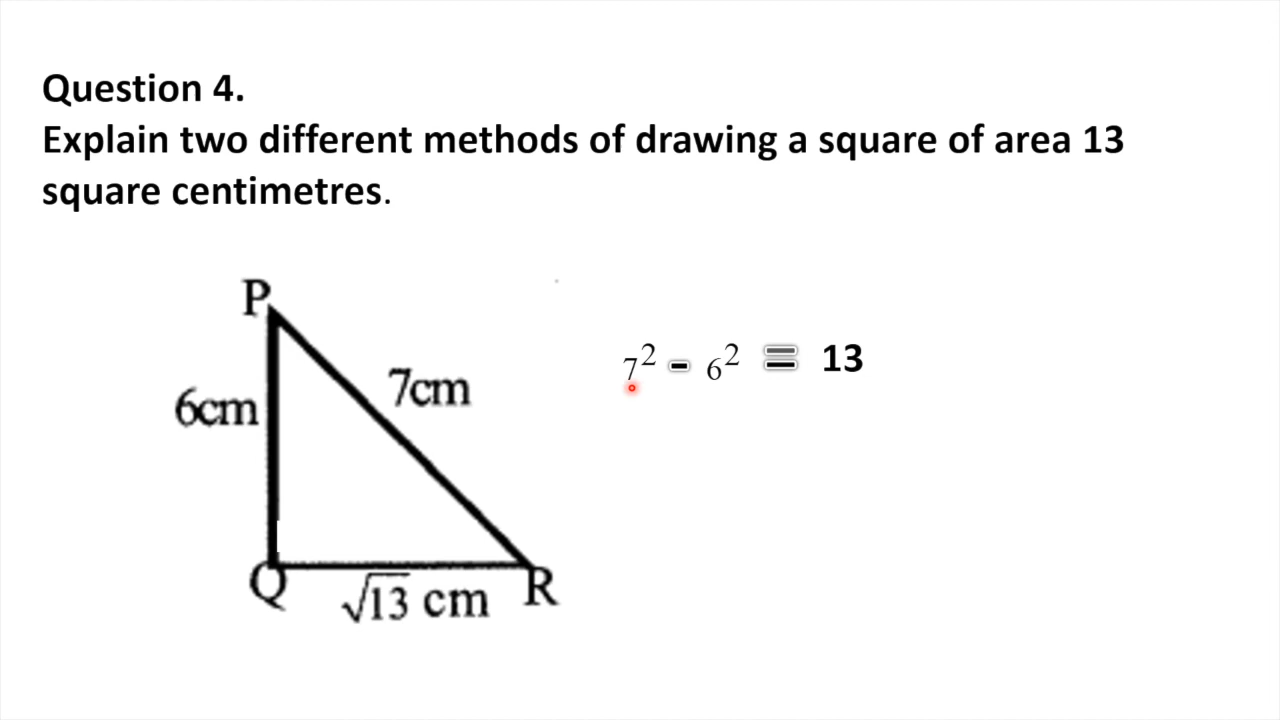 Question 4.
Explain two different methods of drawing a square of area 13
square centimetres.
P
7² - 6² = 13
7cm
6cm
Q
√13 cm
R